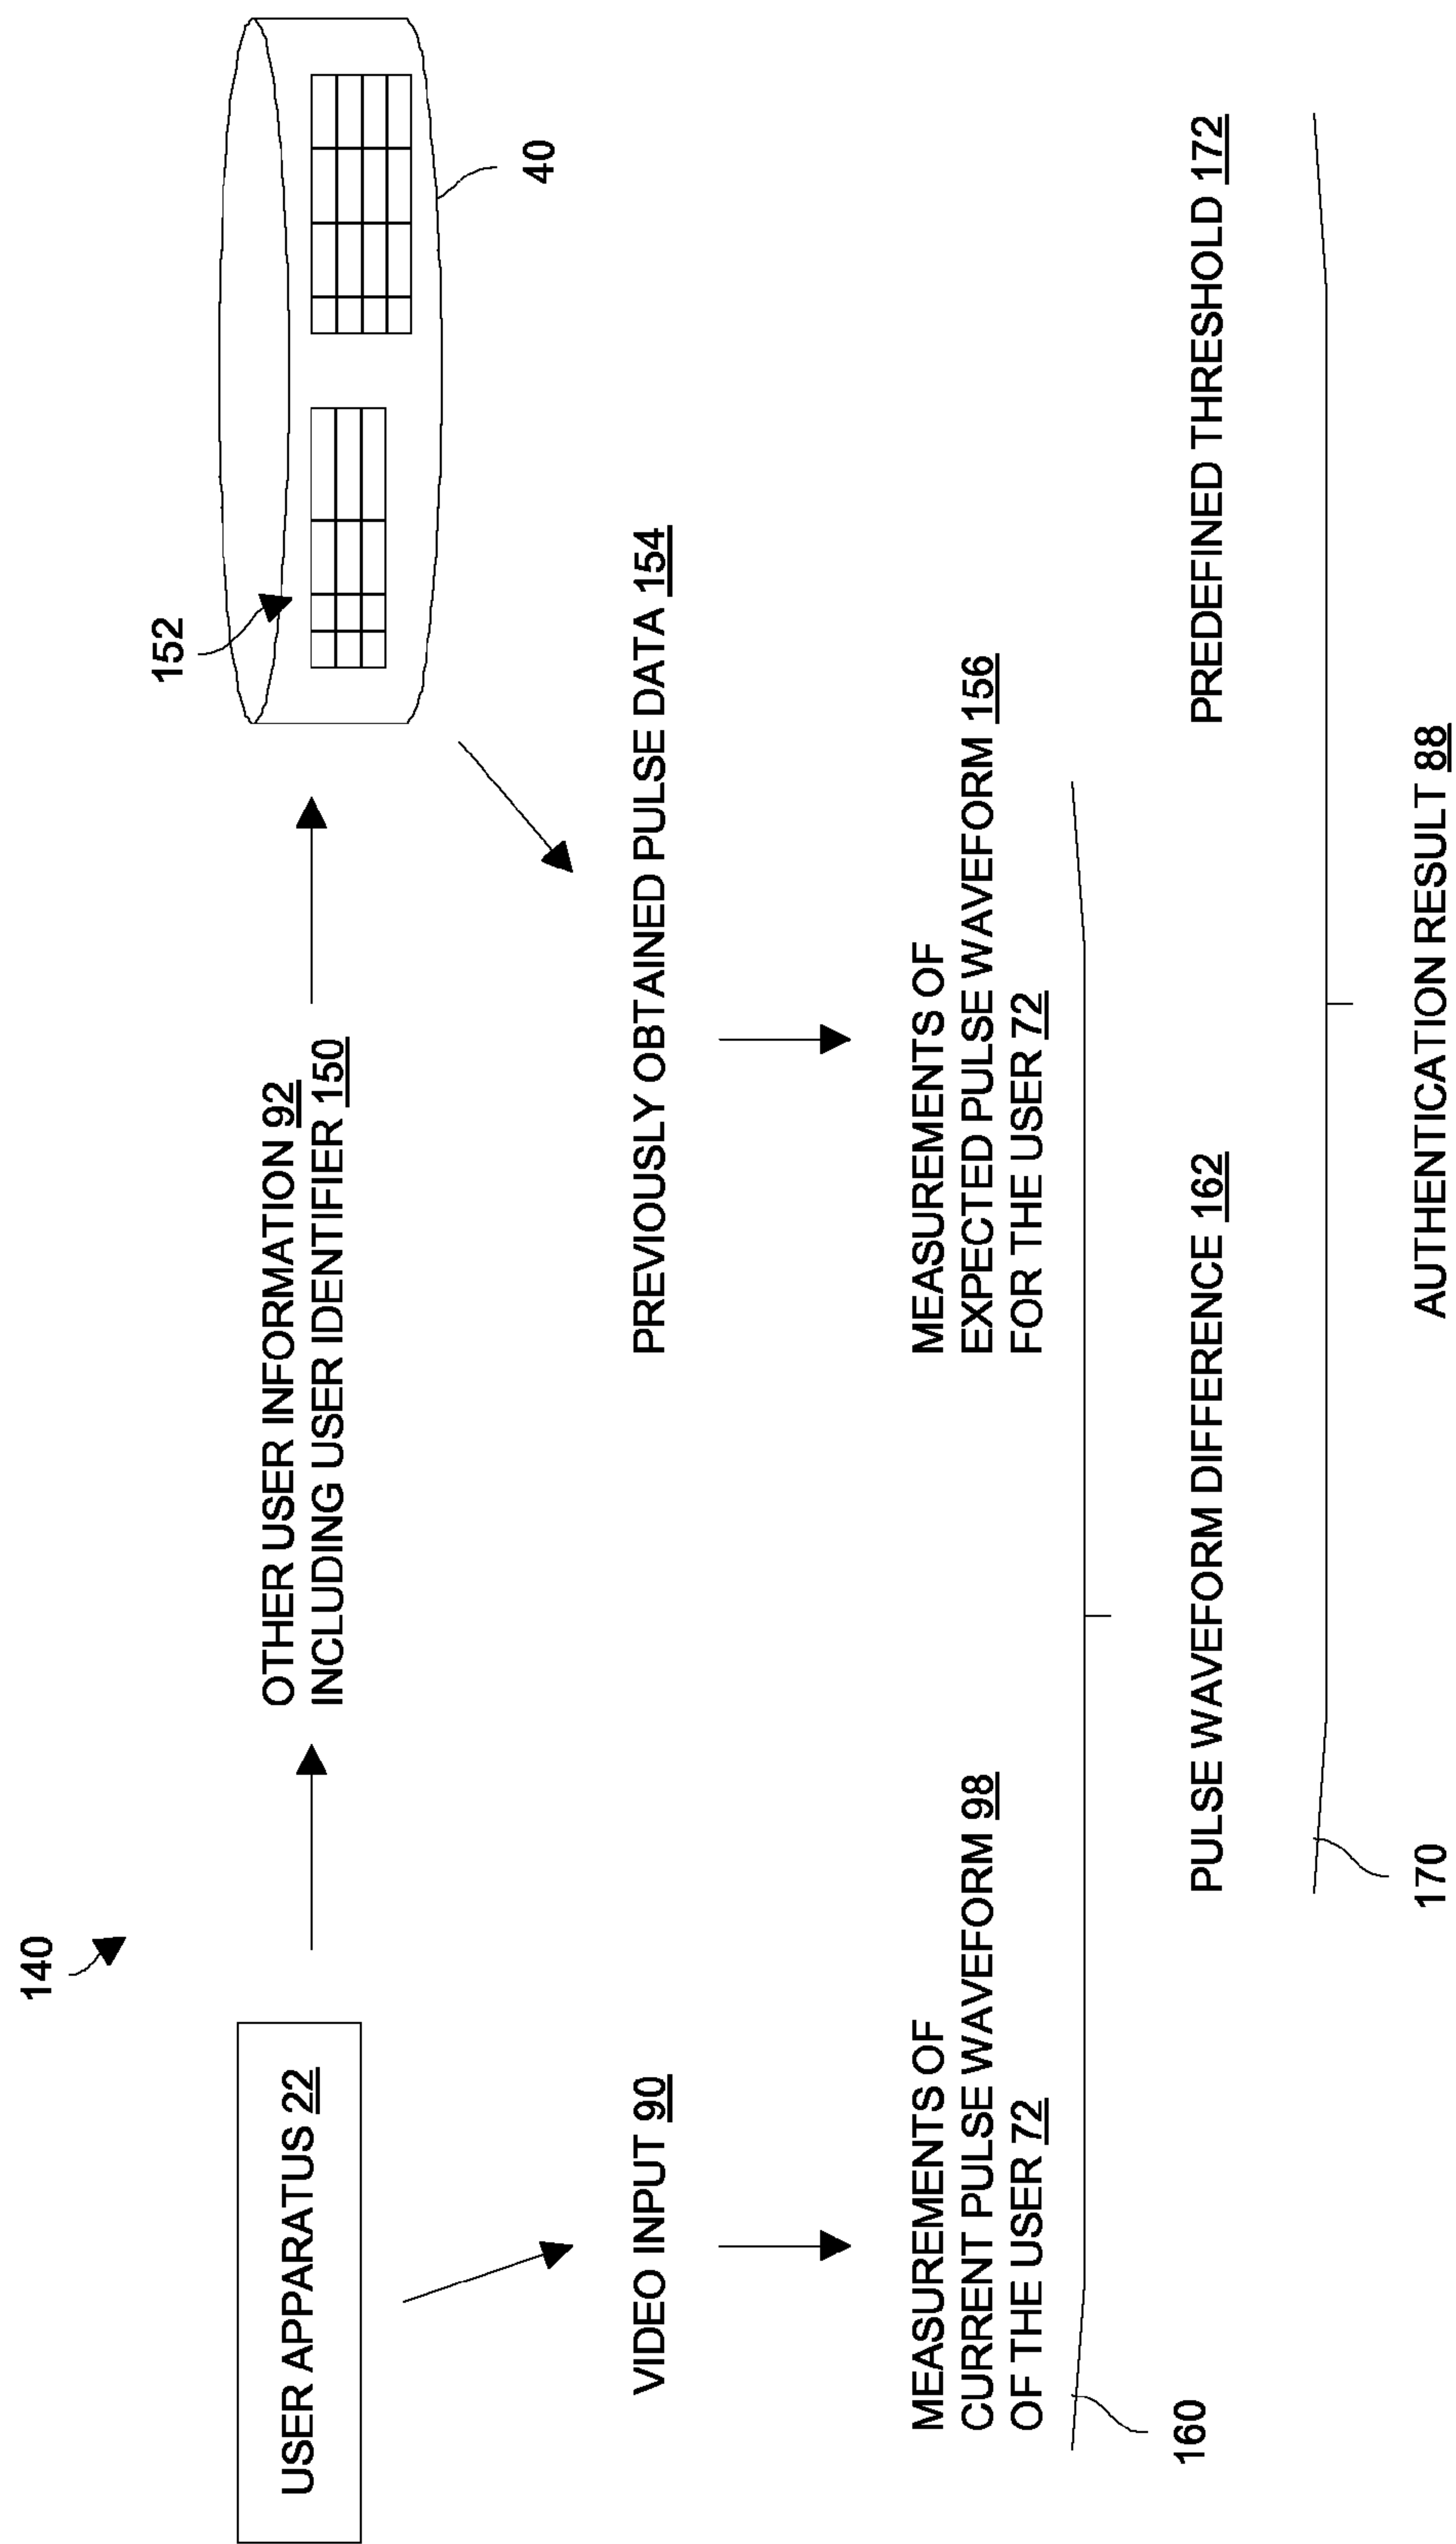 140
USER APPARATUS 22
OTHER USER INFORMATION 92
INCLUDING USER IDENTIFIER 150
152
40
VIDEO INPUT 90
PREVIOUSLY OBTAINED PULSE DATA 154
MEASUREMENTS OF
CURRENT PULSE WAVEFORM 98
OF THE USER 72
MEASUREMENTS OF
EXPECTED PULSE WAVEFORM 156
FOR THE USER 72
160
PULSE WAVEFORM DIFFERENCE 162
PREDEFINED THRESHOLD 172
170
AUTHENTICATION RESULT 88